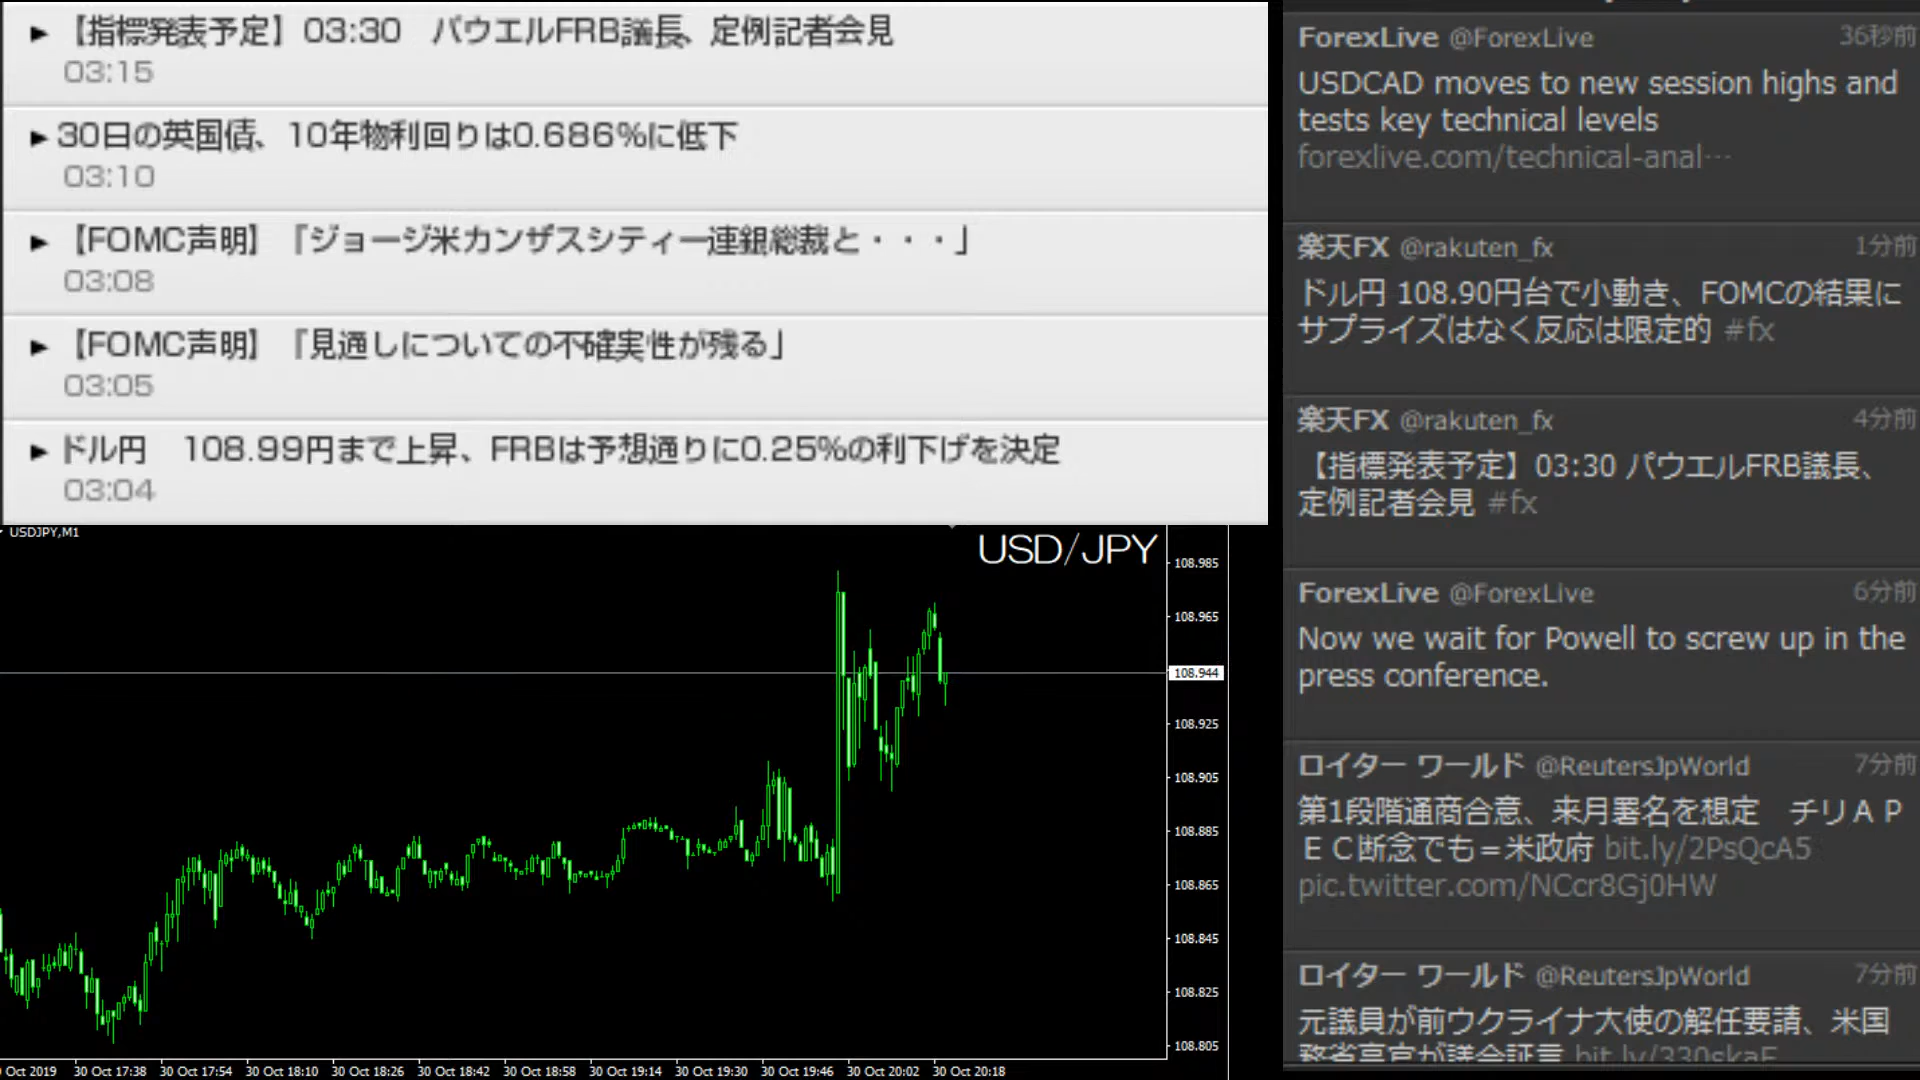 ▶【指標発表予定】03:30　パウエルFRB議長、定例記者会見
03:15
▶30日の英国債、10年物利回りは0.686%に低下
03:10
▶【FOMC声明】「ジョージ米カンザスシティー連銀総裁と・・・」
03:08
▶【FOMC声明】「見通しについての不確実性が残る」
03:05
▶ドル円　108.99円まで上昇、FRBは予想通りに0.25%の利下げを決定
03:04
USDJPY,M1
USD/JPY
108.985
108.965
108.944
108.925
108.905
108.885
108.865
108.845
108.825
108.805
Oct 2019 30 Oct 17:38 30 Oct 17:54 30 Oct 18:10 30 Oct 18:26 30 Oct 18:42 30 Oct 18:58 30 Oct 19:14 30 Oct 19:30 30 Oct 19:46 30 Oct 20:02 30 Oct 20:18
ForexLive @ForexLive 36秒前
USDCAD moves to new session highs and
tests key technical levels
forexlive.com/technical-anal…
楽天FX @rakuten_fx 1分前
ドル円 108.90円台で小動き、FOMCの結果に
サプライズはなく反応は限定的 #fx
楽天FX @rakuten_fx 4分前
【指標発表予定】03:30 パウエルFRB議長、
定例記者会見 #fx
ForexLive @ForexLive 6分前
Now we wait for Powell to screw up in the
press conference.
ロイター ワールド @ReutersJpWorld 7分前
第1段階通商合意、来月署名を想定　チリＡＰ
ＥＣ断念でも＝米政府 bit.ly/2PsQcA5
pic.twitter.com/NCcr8Gj0HW
ロイター ワールド @ReutersJpWorld 7分前
元議員が前ウクライナ大使の解任要請、米国
務省高官が議会証言